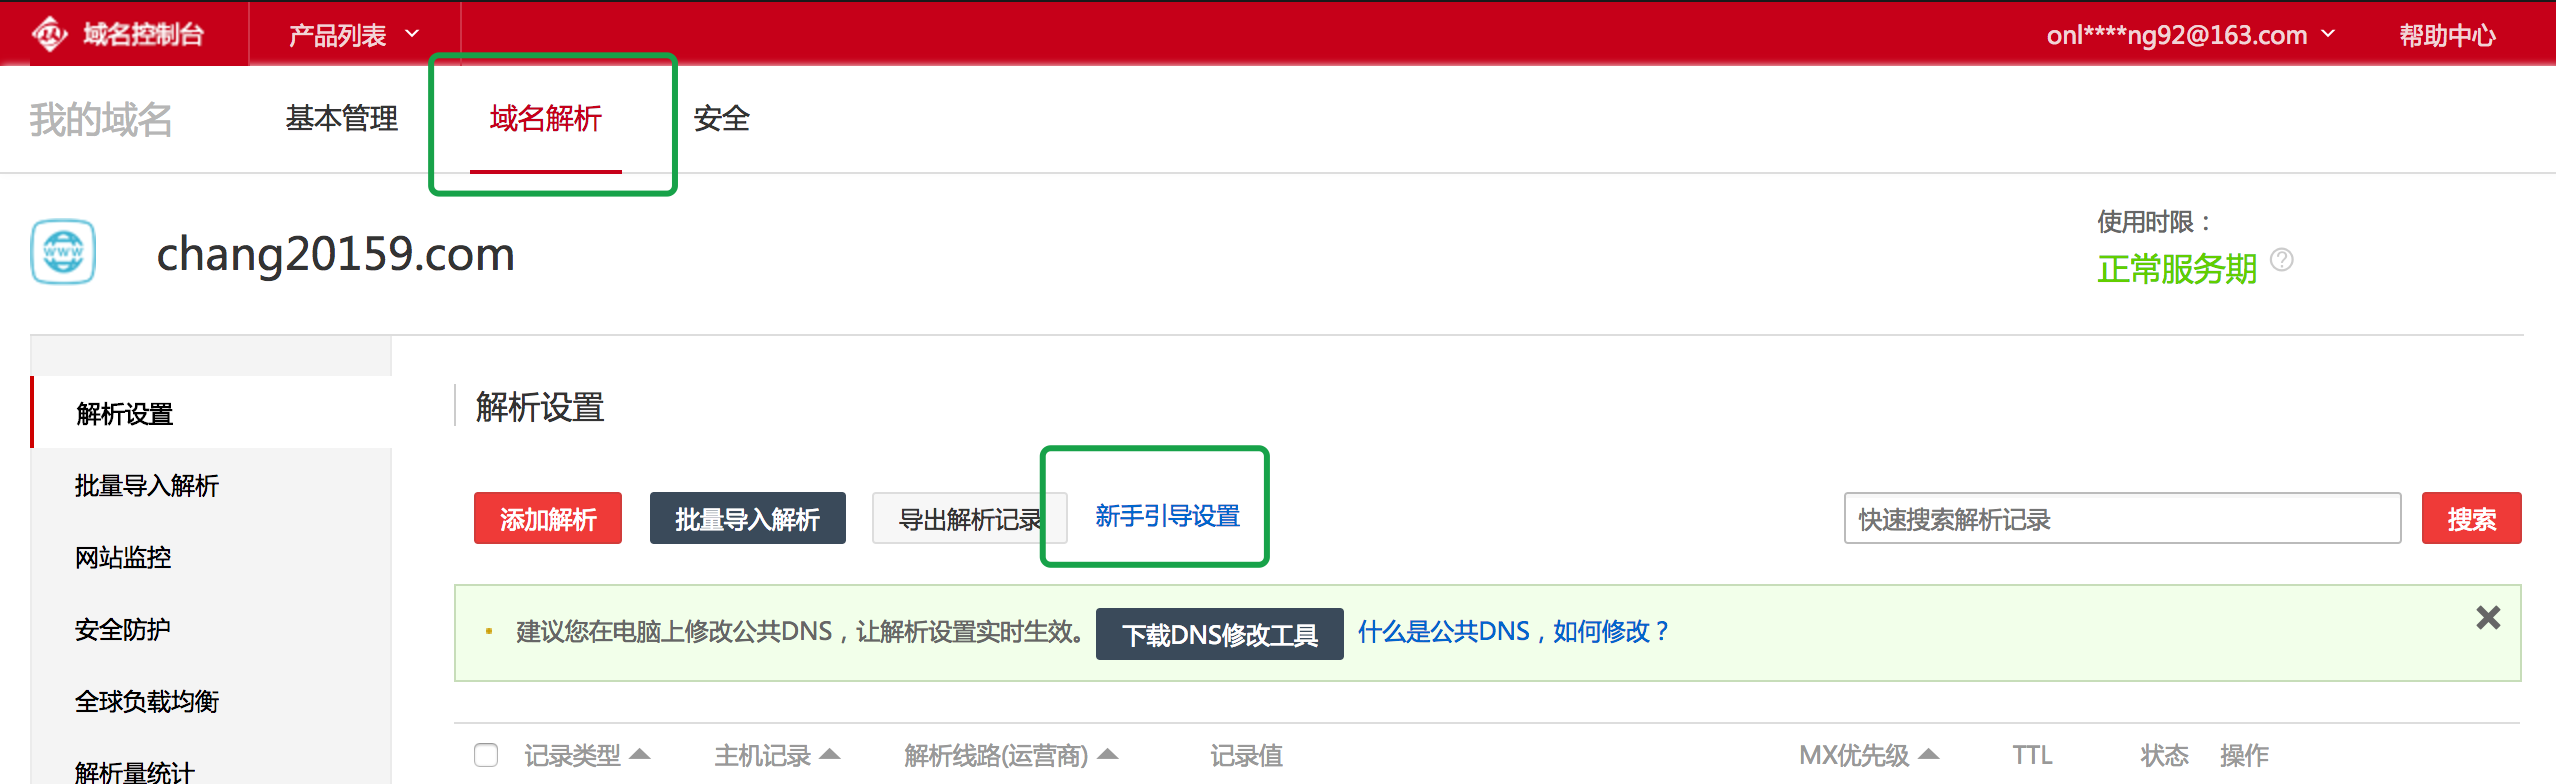 域名控制台 产品列表 onl****ng92@163.com 帮助中心
我的域名 基本管理 域名解析 安全
使用时限：
www chang20159.com
正常服务期 ?
解析设置
解析设置
批量导入解析
添加解析 批量导入解析 导出解析记录 新手引导设置 快速搜索解析记录 搜索
网站监控
安全防护
建议您在电脑上修改公共DNS，让解析设置实时生效。 下载DNS修改工具 什么是公共DNS，如何修改？
全球负载均衡
记录类型 主机记录 解析线路(运营商) 记录值 MX优先级 TTL 状态 操作
解析量统计